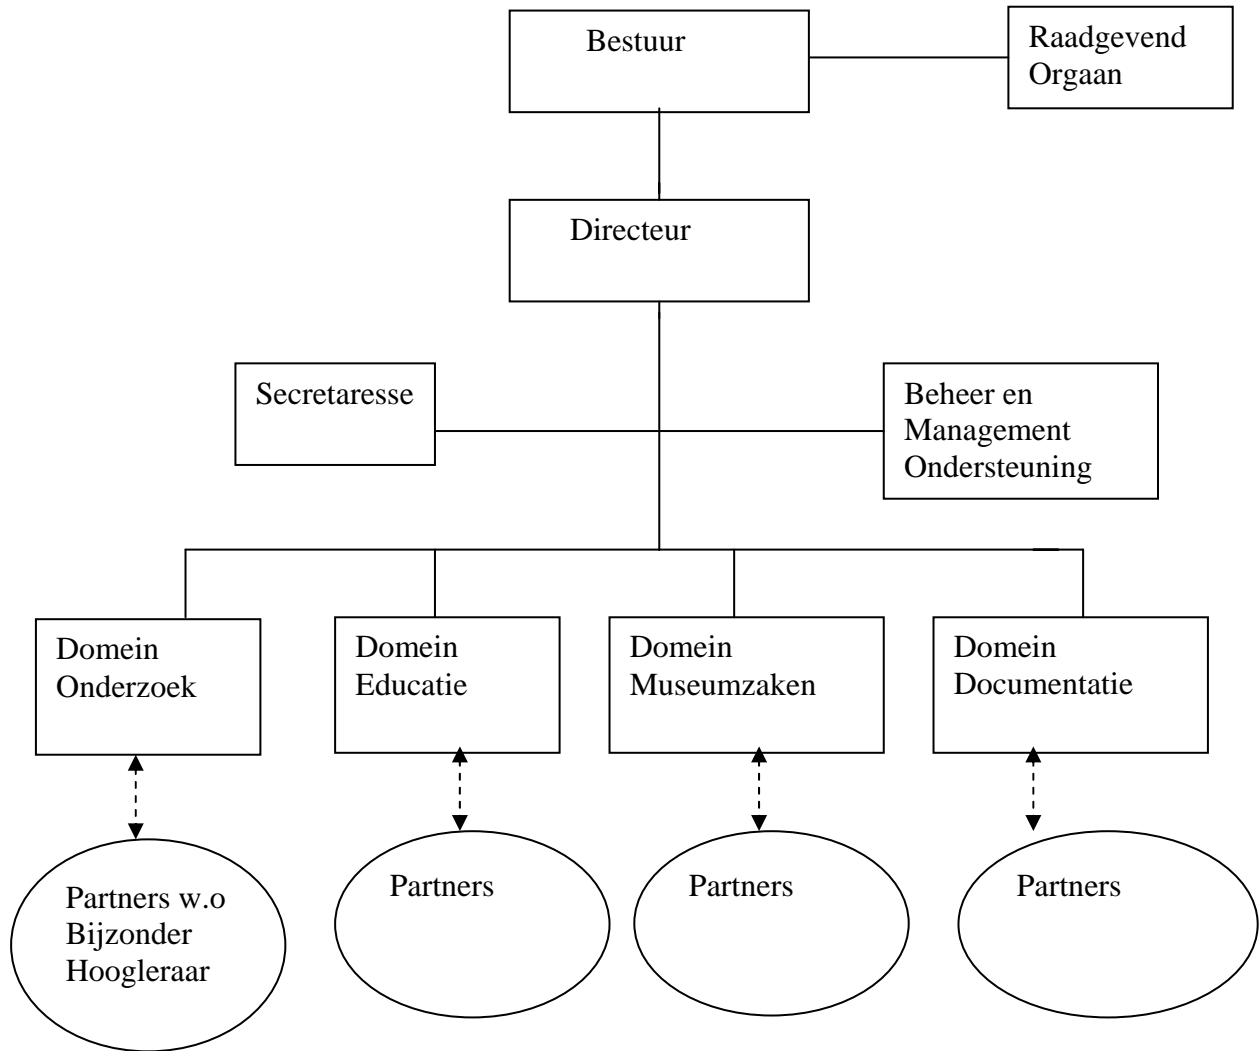 Bestuur
Raadgevend
Orgaan
Directeur
Secretaresse
Beheer en
Management
Ondersteuning
Domein
Onderzoek
Domein
Educatie
Domein
Museumzaken
Domein
Documentatie
Partners w.o
Bijzonder
Hoogleraar
Partners
Partners
Partners